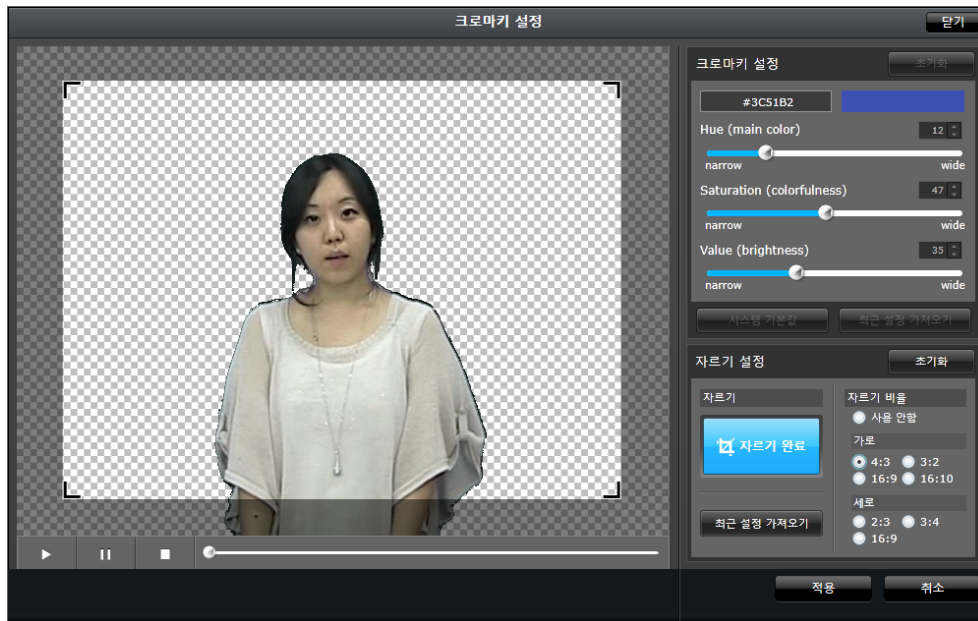 크로마키 설정
닫기
크로마키 설정
초기화
#3C51B2
Hue (main color)
12
narrow
wide
Saturation (colorfulness)
47
narrow
wide
Value (brightness)
35
narrow
wide
시스템 기본값
최근 설정 가져오기
자르기 설정
초기화
자르기
자르기 완료
최근 설정 가져오기
자르기 비율
사용 안함
가로
4:3 3:2
16:9 16:10
세로
2:3 3:4
16:9
적용
취소